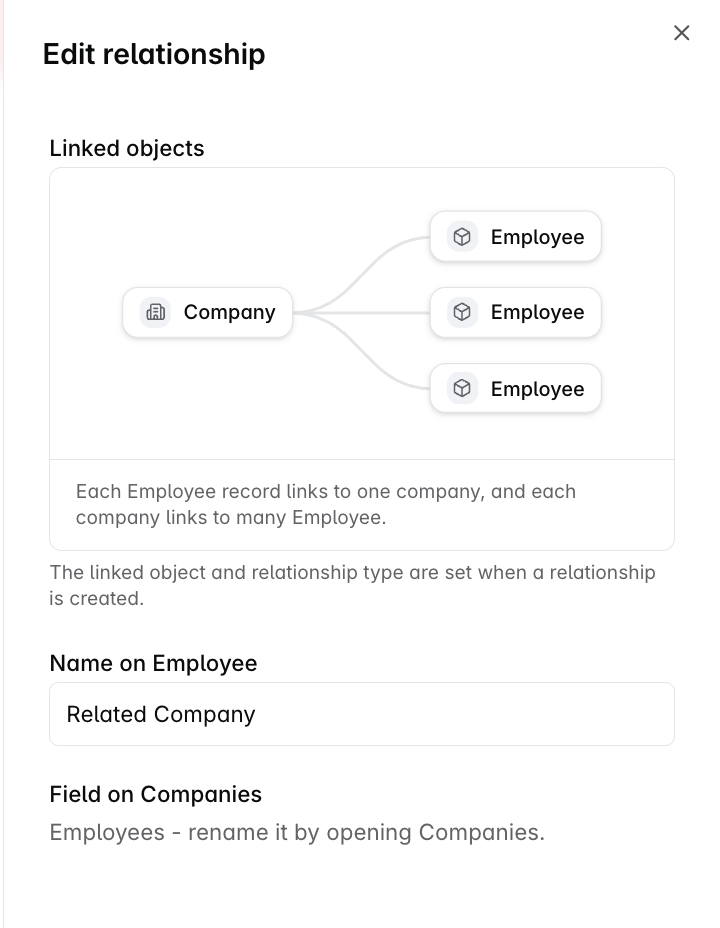 Edit relationship
Linked objects
Employee
Company
Employee
Employee
Each Employee record links to one company, and each
company links to many Employee.
The linked object and relationship type are set when a relationship
is created.
Name on Employee
Related Company
Field on Companies
Employees - rename it by opening Companies.